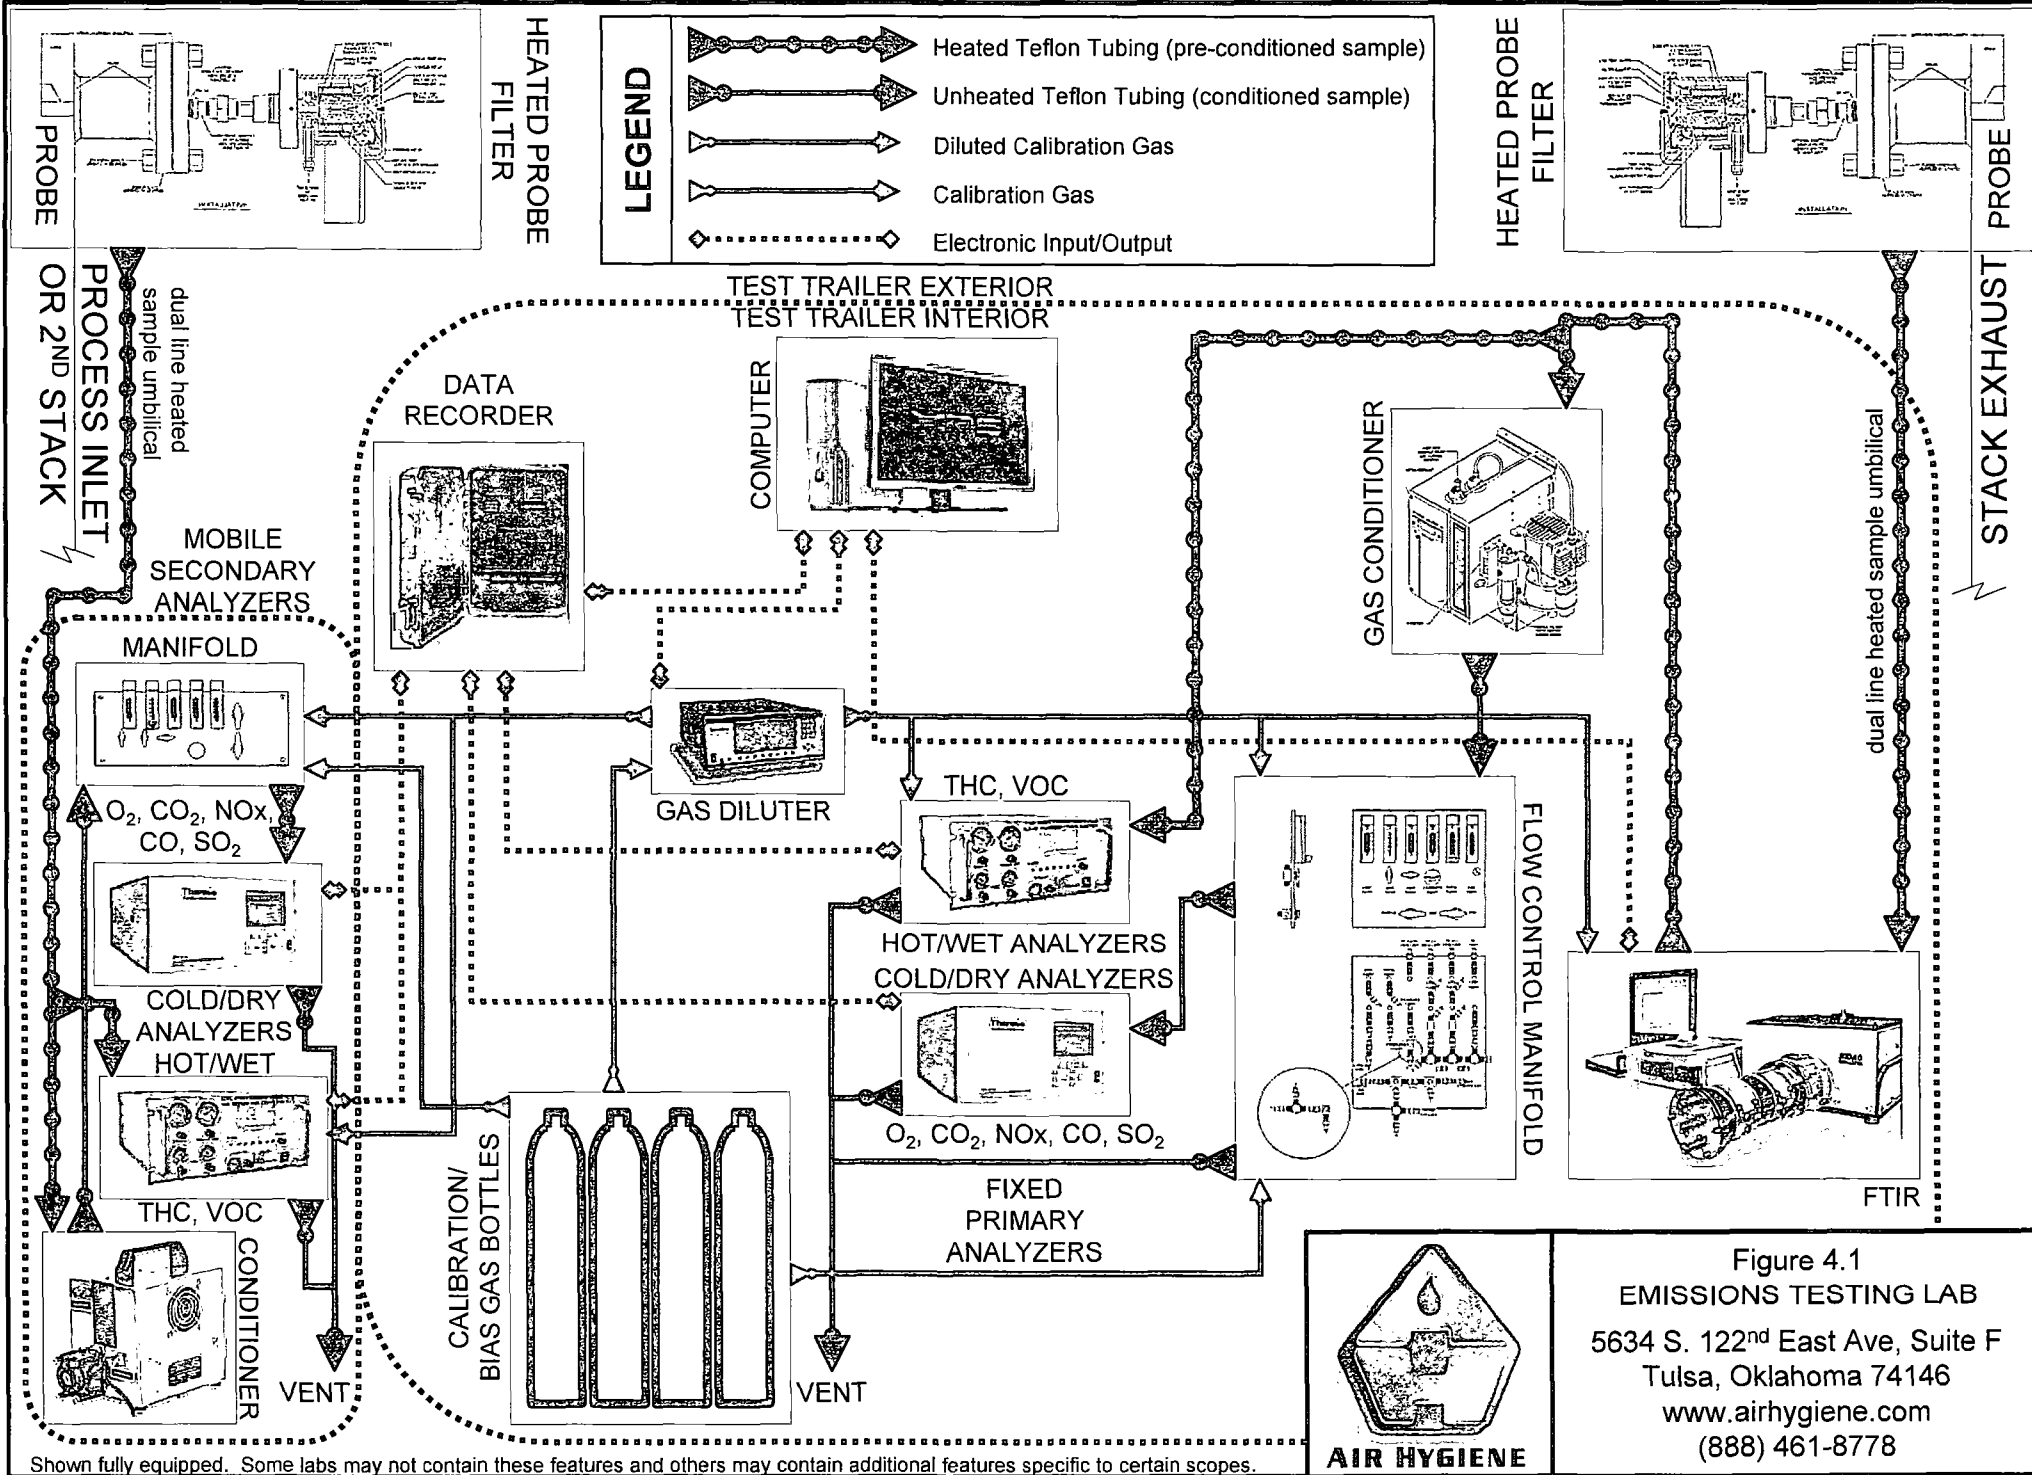 PROBE
HEATED PROBE
FILTER
LEGEND
Heated Teflon Tubing (pre-conditioned sample)
Unheated Teflon Tubing (conditioned sample)
Diluted Calibration Gas
Calibration Gas
Electronic Input/Output
HEATED PROBE
FILTER
PROBE
INSTALLATION
INSTALLATION
PROCESS INLET
OR 2ND STACK
dual line heated
sample umbilical
TEST TRAILER EXTERIOR
TEST TRAILER INTERIOR
STACK EXHAUST
dual line heated sample umbilical
DATA
RECORDER
COMPUTER
GAS CONDITIONER
MOBILE
SECONDARY
ANALYZERS
MANIFOLD
O2, CO2, NOx,
CO, SO2
GAS DILUTER
THC, VOC
FLOW CONTROL MANIFOLD
Thermo
COLD/DRY
ANALYZERS
HOT/WET
HOT/WET ANALYZERS
COLD/DRY ANALYZERS
Thermo
O2, CO2, NOx, CO, SO2
THC, VOC
CONDITIONER
VENT
CALIBRATION/
BIAS GAS BOTTLES
VENT
FIXED
PRIMARY
ANALYZERS
FTIR
AIR HYGIENE
Figure 4.1
EMISSIONS TESTING LAB
5634 S. 122nd East Ave, Suite F
Tulsa, Oklahoma 74146
www.airhygiene.com
(888) 461-8778
Shown fully equipped. Some labs may not contain these features and others may contain additional features specific to certain scopes.